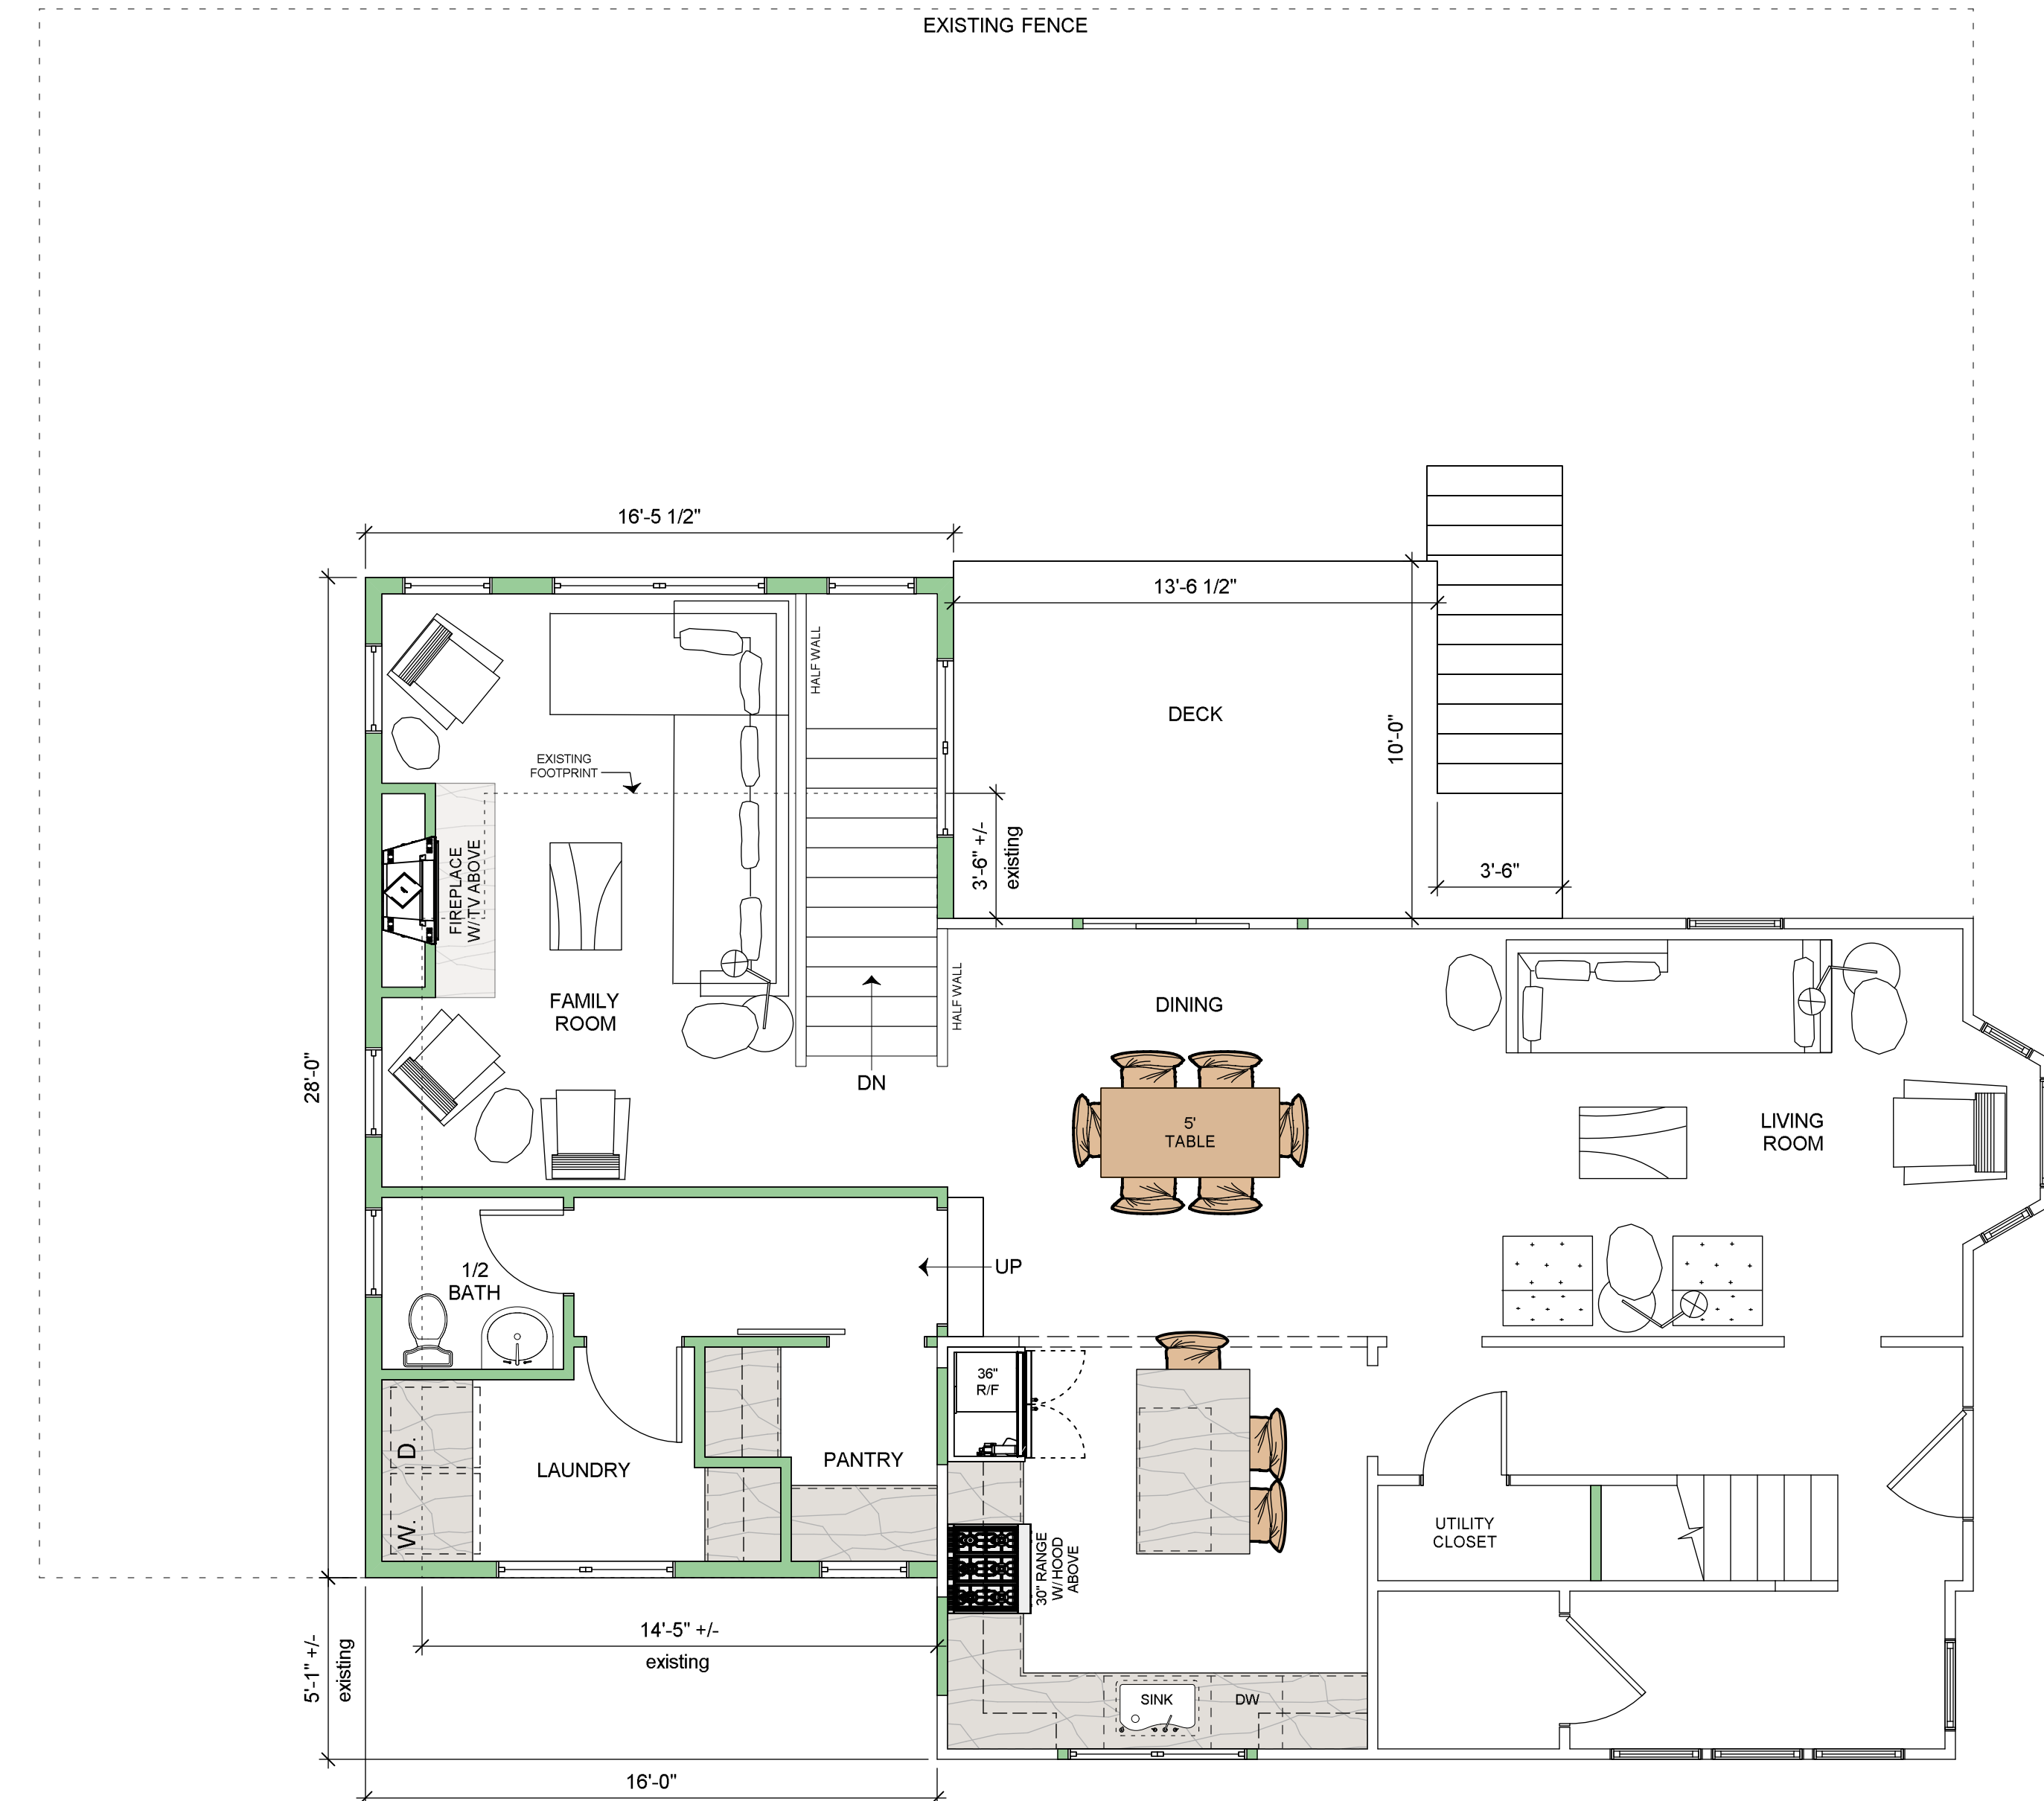 EXISTING FENCE
16'-5 1/2"
13'-6 1/2"
HALF WALL
DECK
10'-0"
EXISTING
FOOTPRINT
3'-6" +/-
existing
FIREPLACE
W/TV ABOVE
3'-6"
FAMILY
ROOM
HALF WALL
DINING
28'-0"
DN
5'
TABLE
LIVING
ROOM
1/2
BATH
UP
36"
R/F
D.
W.
LAUNDRY
PANTRY
30" RANGE
W/HOOD
ABOVE
UTILITY
CLOSET
14'-5" +/-
existing
5'-1" +/-
existing
SINK
DW
16'-0"